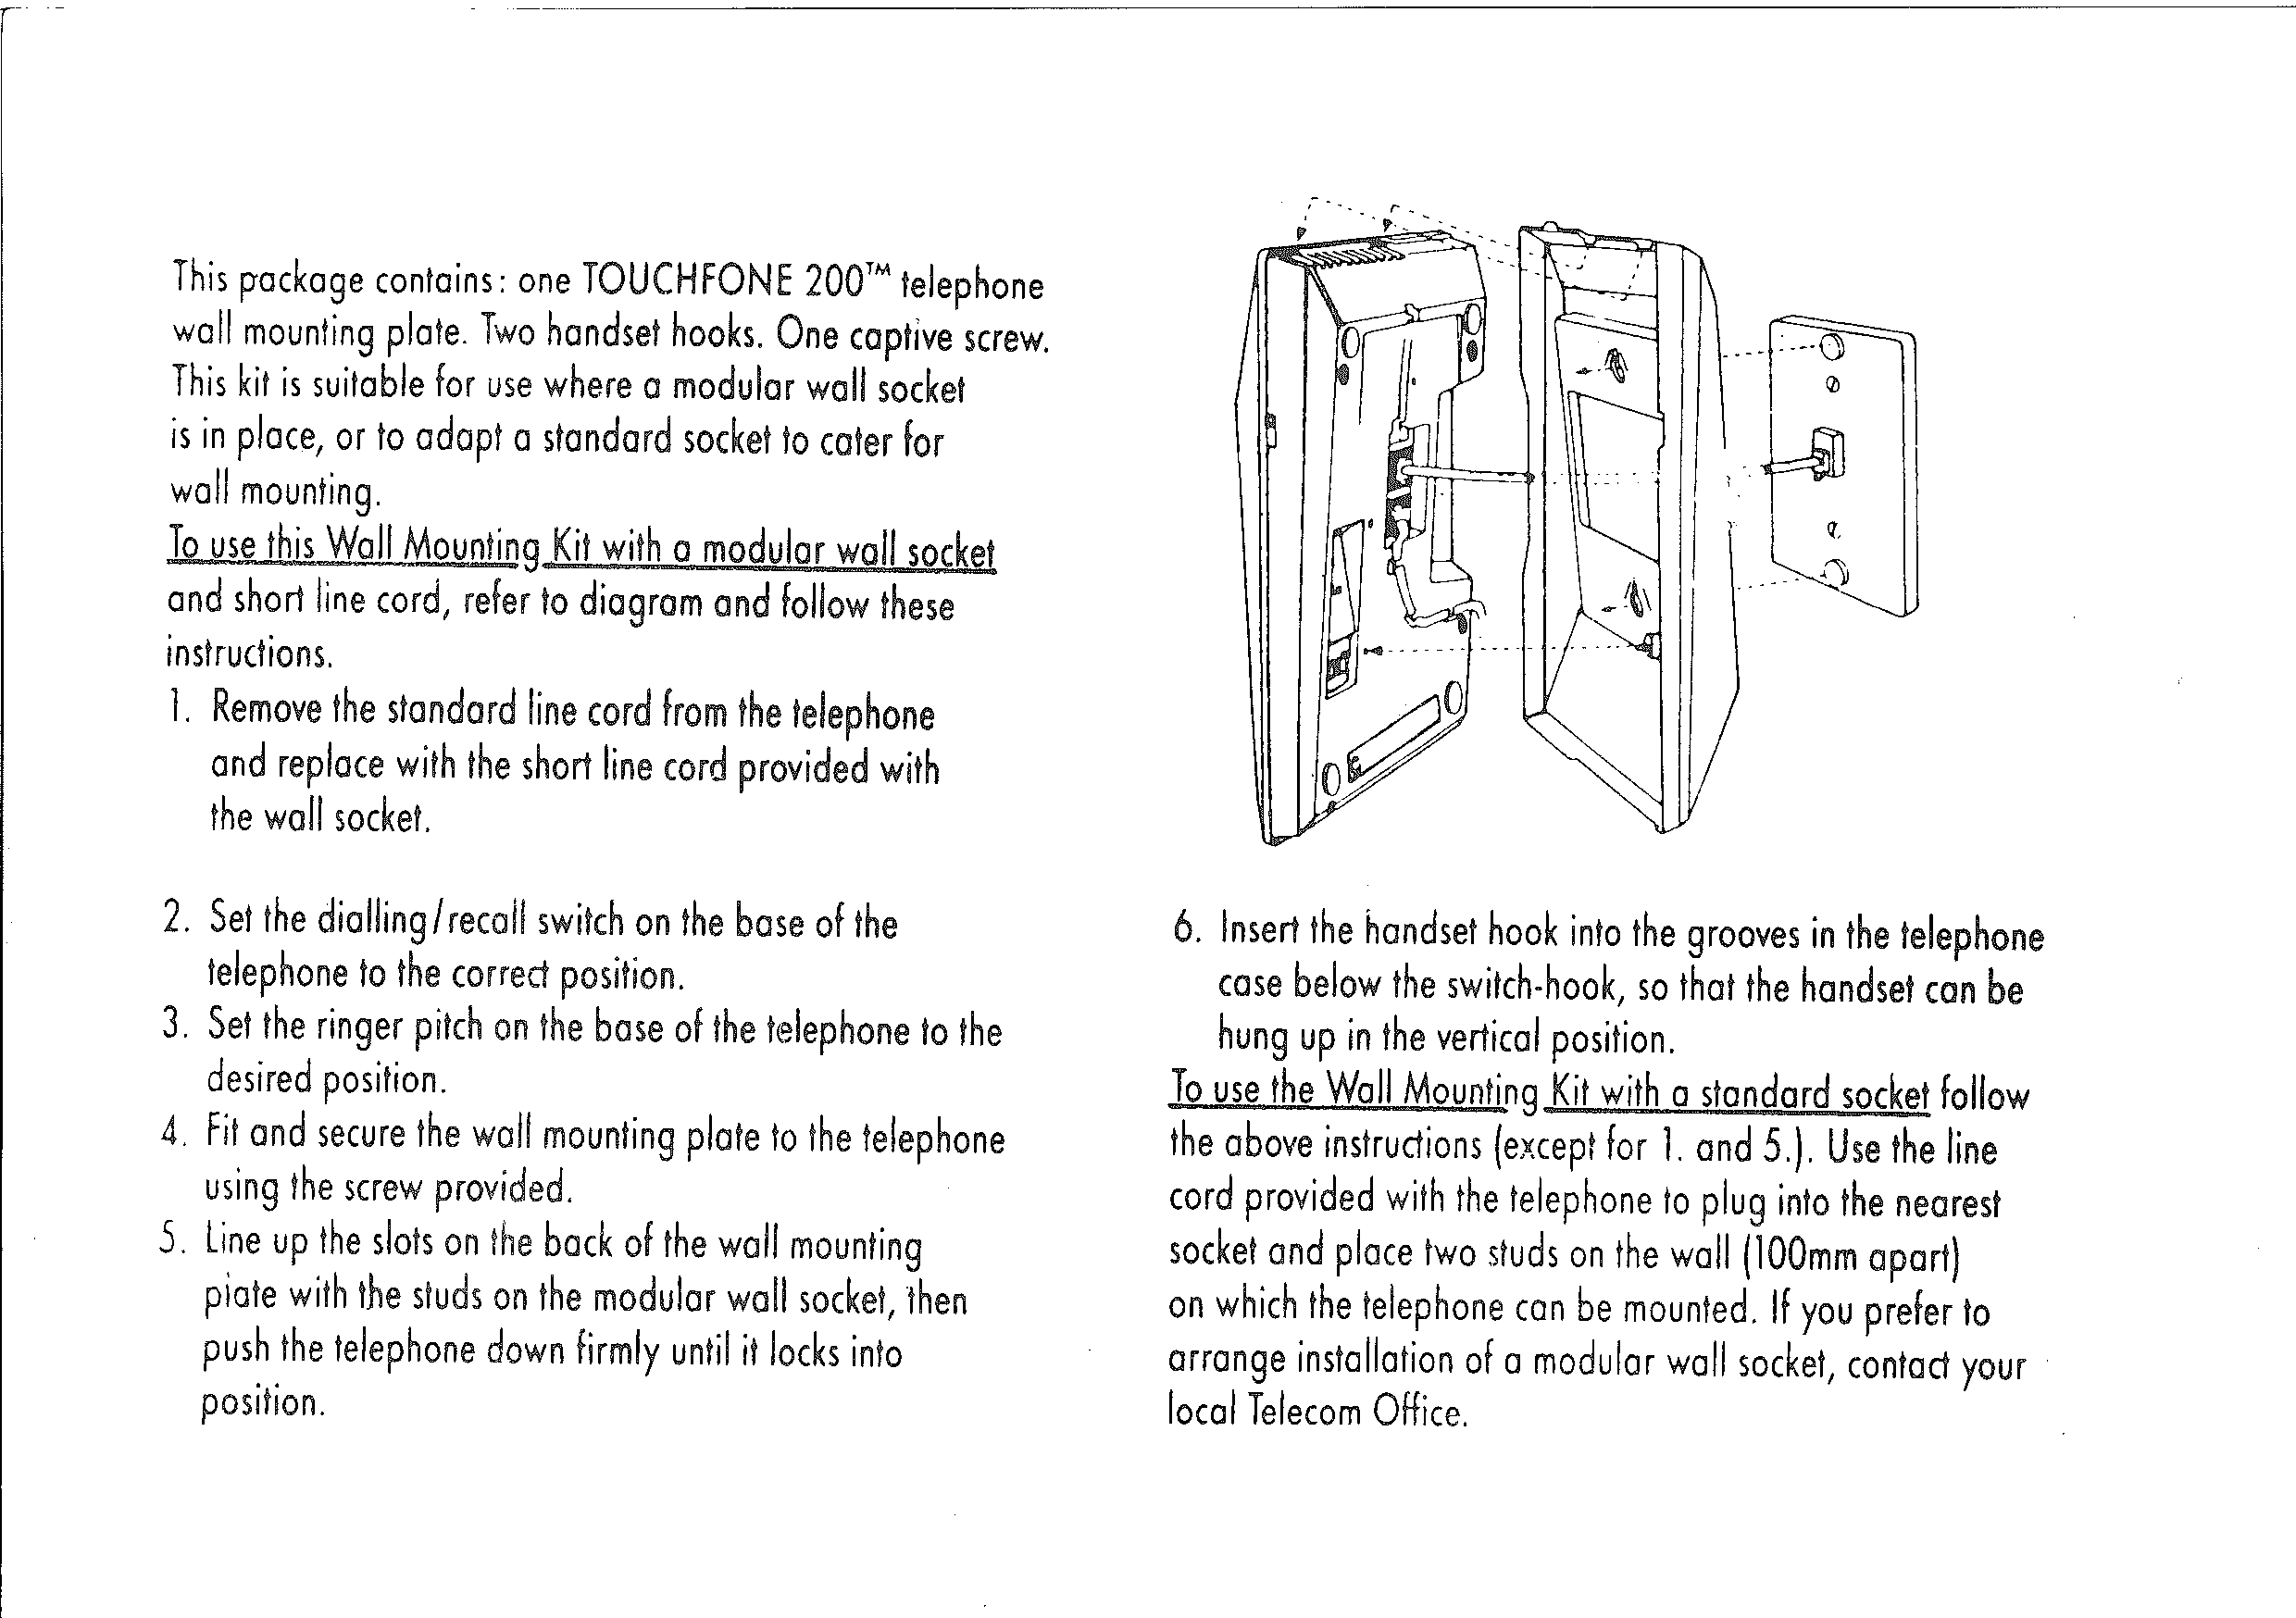 This package contains: one TOUCHFONE 200™ telephone
wall mounting plate. Two handset hooks. One captive screw.
This kit is suitable for use where a modular wall socket
is in place, or to adapt a standard socket to cater for
wall mounting.
To use this Wall Mounting Kit with a modular wall socket
and short line cord, refer to diagram and follow these
instructions.
1. Remove the standard line cord from the telephone
and replace with the short line cord provided with
the wall socket.
2. Set the dialling/recall switch on the base of the
telephone to the correct position.
3. Set the ringer pitch on the base of the telephone to the
desired position.
4. Fit and secure the wall mounting plate to the telephone
using the screw provided.
5. Line up the slots on the back of the wall mounting
plate with the studs on the modular wall socket, then
push the telephone down firmly until it locks into
position.
6. Insert the handset hook into the grooves in the telephone
case below the switch-hook, so that the handset can be
hung up in the vertical position.
To use the Wall Mounting Kit with a standard socket follow
the above instructions (except for 1. and 5.). Use the line
cord provided with the telephone to plug into the nearest
socket and place two studs on the wall (100mm apart)
on which the telephone can be mounted. If you prefer to
arrange installation of a modular wall socket, contact your
local Telecom Office.